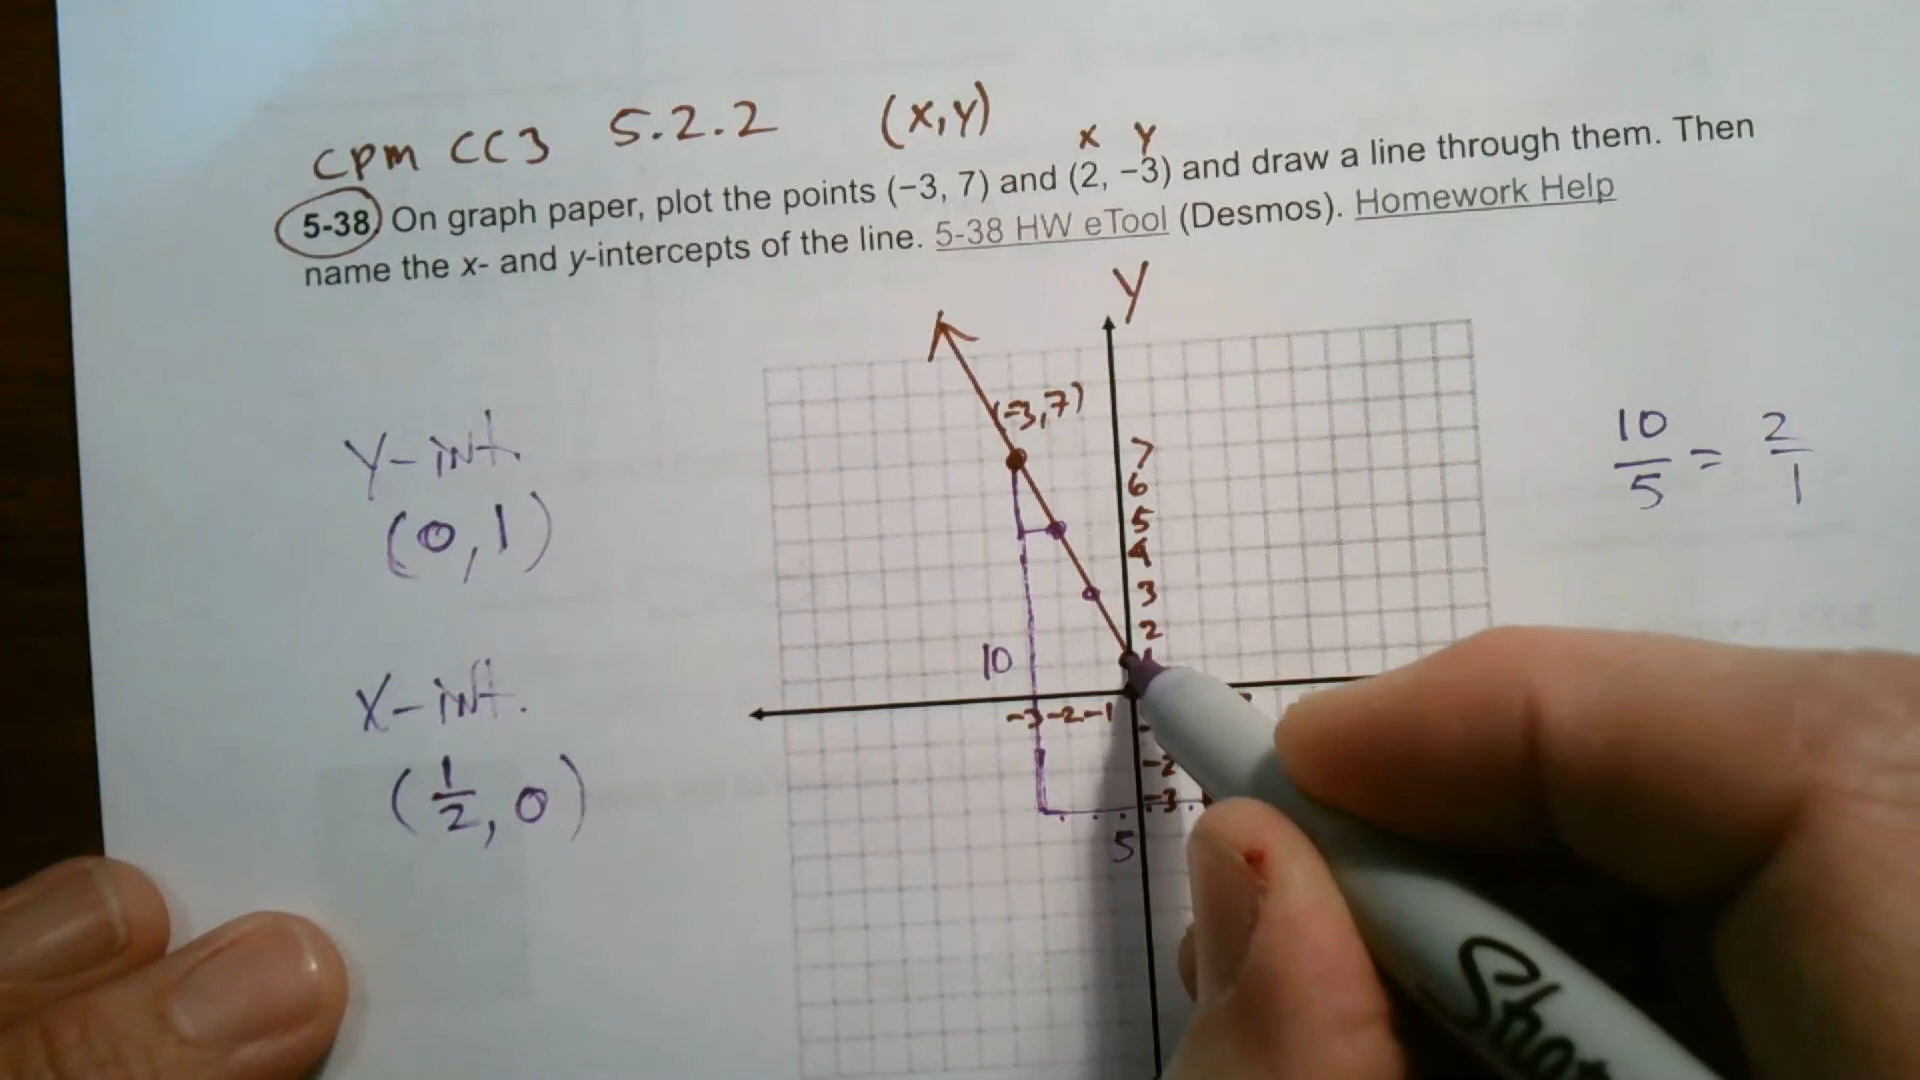 CPM CC3 5.2.2 (x,y)
x y
5-38 On graph paper, plot the points (−3, 7) and (2, −3) and draw a line through them. Then
name the x- and y-intercepts of the line. 5-38 HW eTool (Desmos). Homework Help
y
(-3,7)
Y-int.
(0,1)
10/5 = 2/1
7
6
5
4
3
2
10
X-int.
(1/2, 0)
-3 -2 -1
-2
-3
5